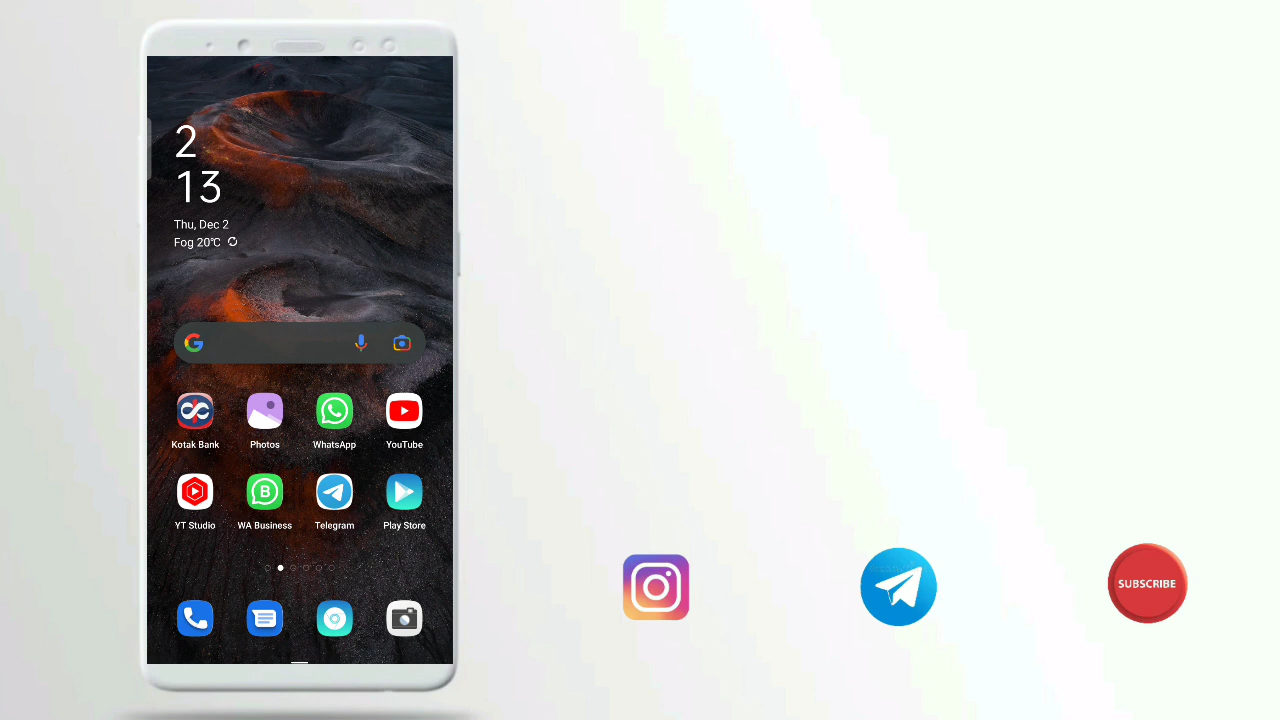 2
13
Thu, Dec 2
Fog 20°C
Kotak Bank Photos WhatsApp YouTube
YT Studio WA Business Telegram Play Store
SUBSCRIBE